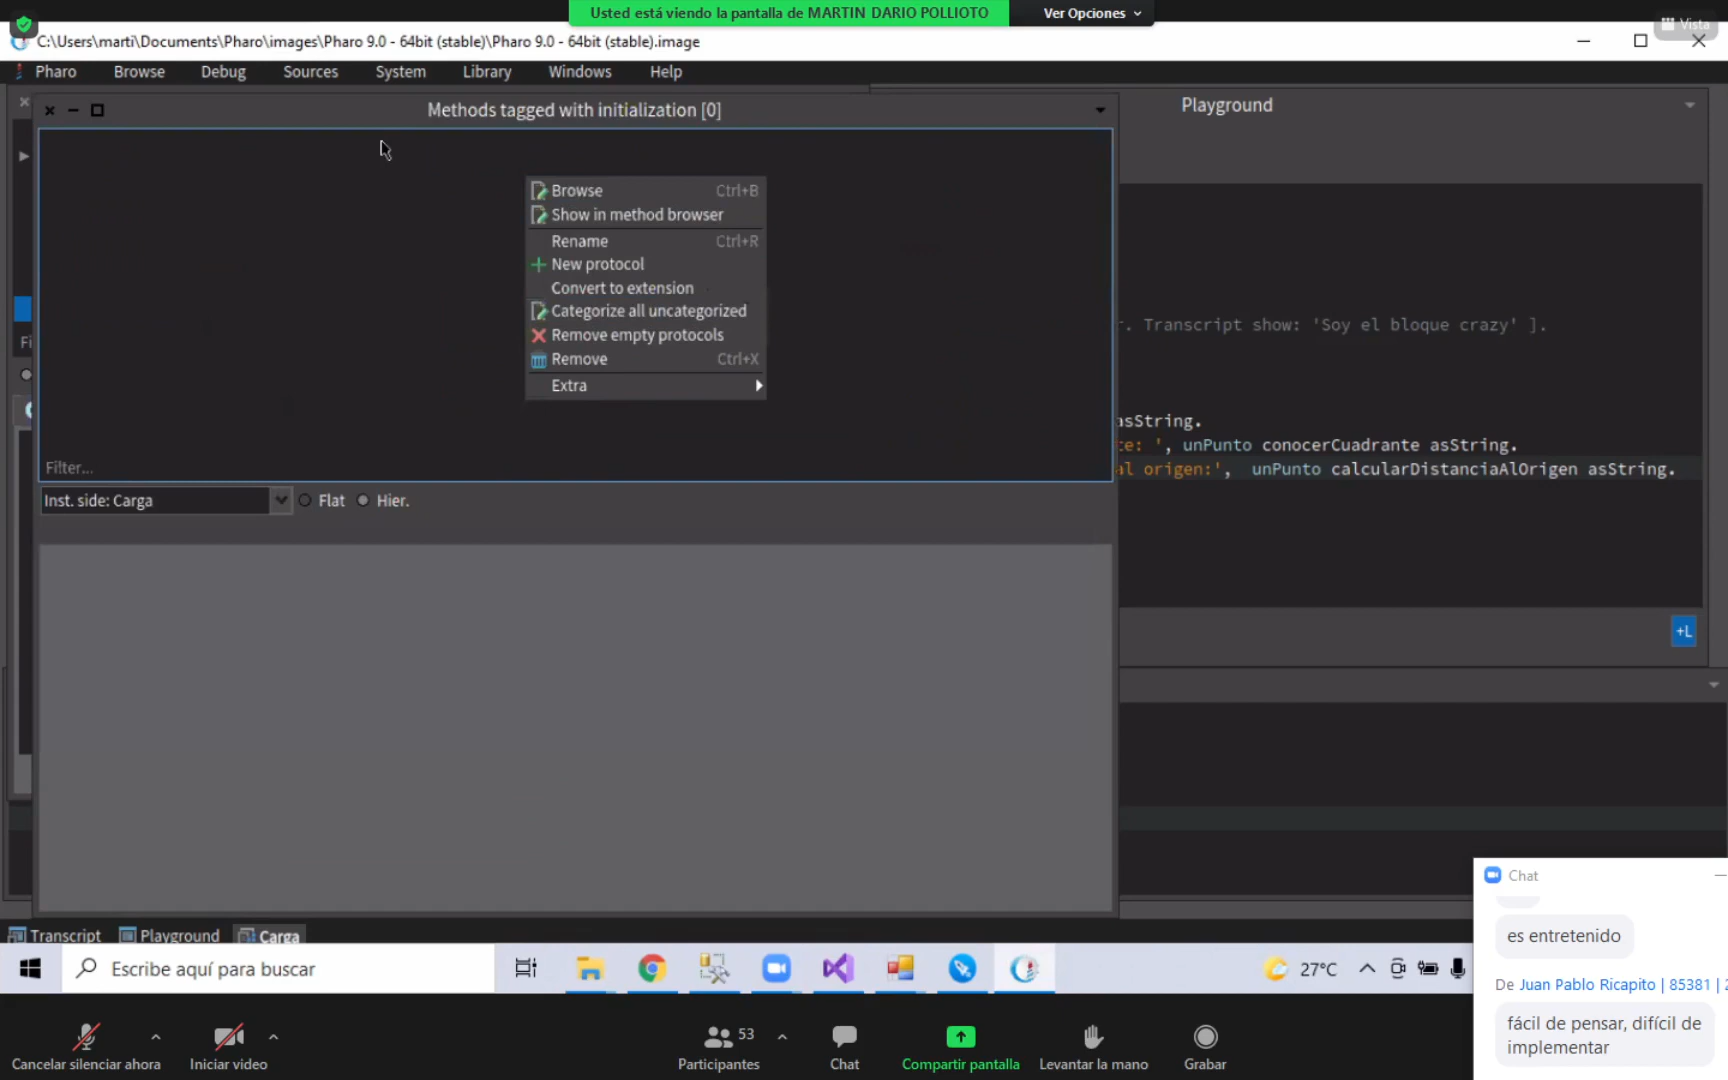 Usted está viendo la pantalla de MARTIN DARIO POLLIOTO
Ver Opciones
Vista
C:\Users\marti\Documents\Pharo\images\Pharo 9.0 - 64bit (stable)\Pharo 9.0 - 64bit (stable).image
Pharo Browse Debug Sources System Library Windows Help
Methods tagged with initialization [0]
Playground
Browse Ctrl+B
Show in method browser
Rename Ctrl+R
New protocol
Convert to extension
Categorize all uncategorized
Remove empty protocols
Remove Ctrl+X
Extra
r. Transcript show: 'Soy el bloque crazy' ].
Fi
asString.
te: ', unPunto conocerCuadrante asString.
al origen:', unPunto calcularDistanciaAlOrigen asString.
Filter...
Inst. side: Carga
Flat
Hier.
+L
Chat
es entretenido
De Juan Pablo Ricapito | 85381 | 2
fácil de pensar, difícil de
implementar
Transcript Playground Carga
Escribe aquí para buscar
27°C
53
Cancelar silenciar ahora
Iniciar video
Participantes
Chat
Compartir pantalla
Levantar la mano
Grabar